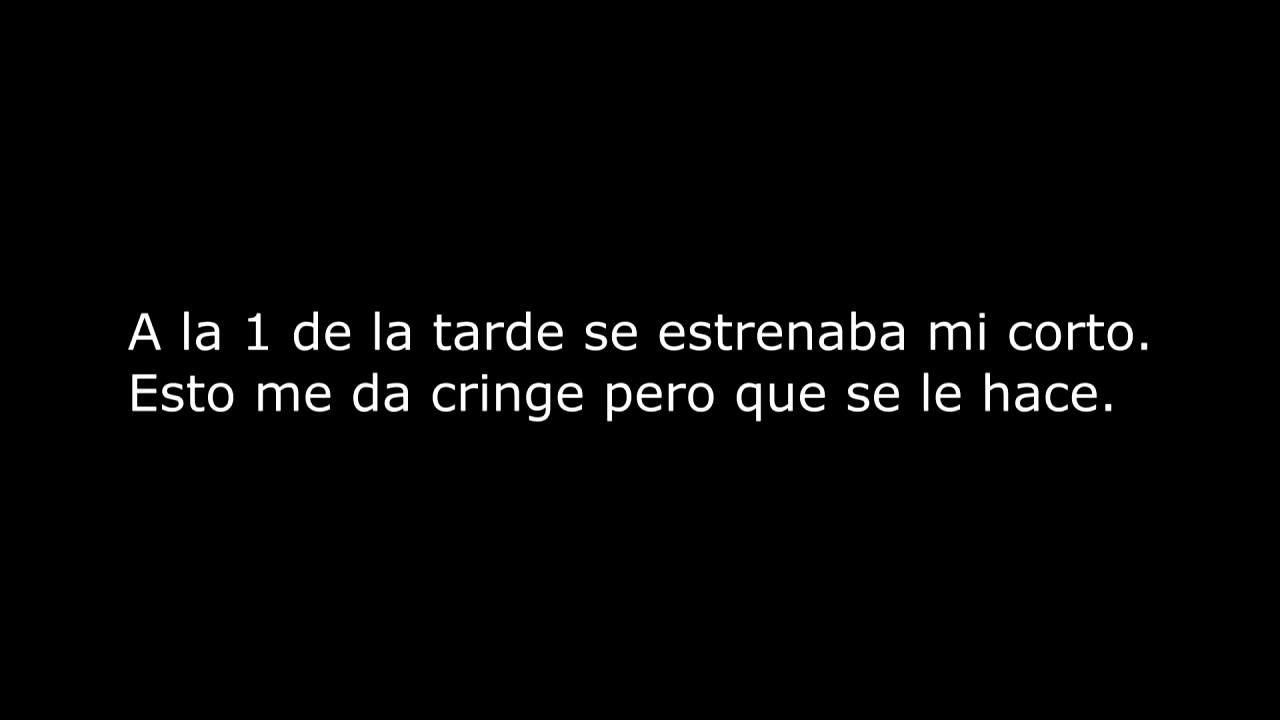 A la 1 de la tarde se estrenaba mi corto.
Esto me da cringe pero que se le hace.